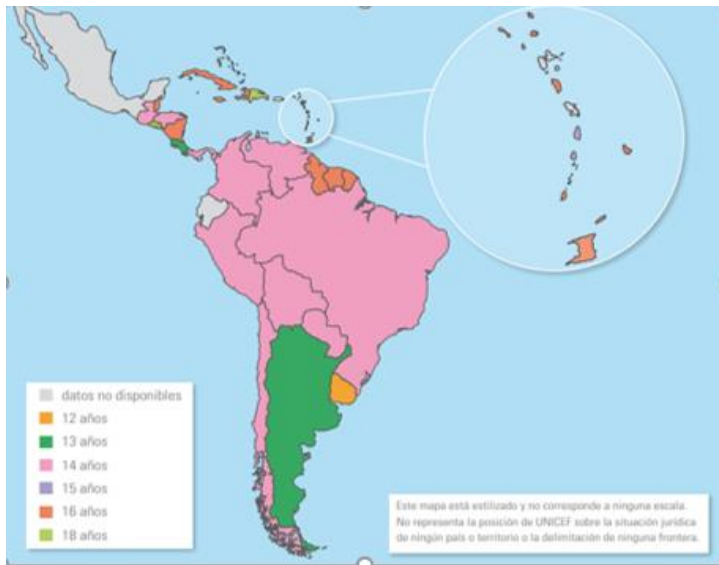 datos no disponibles
12 años
13 años
14 años
15 años
16 años
18 años
Este mapa está estilizado y no corresponde a ninguna escala.
No representa la posición de UNICEF sobre la situación jurídica
de ningún país o territorio o la delimitación de ninguna frontera.